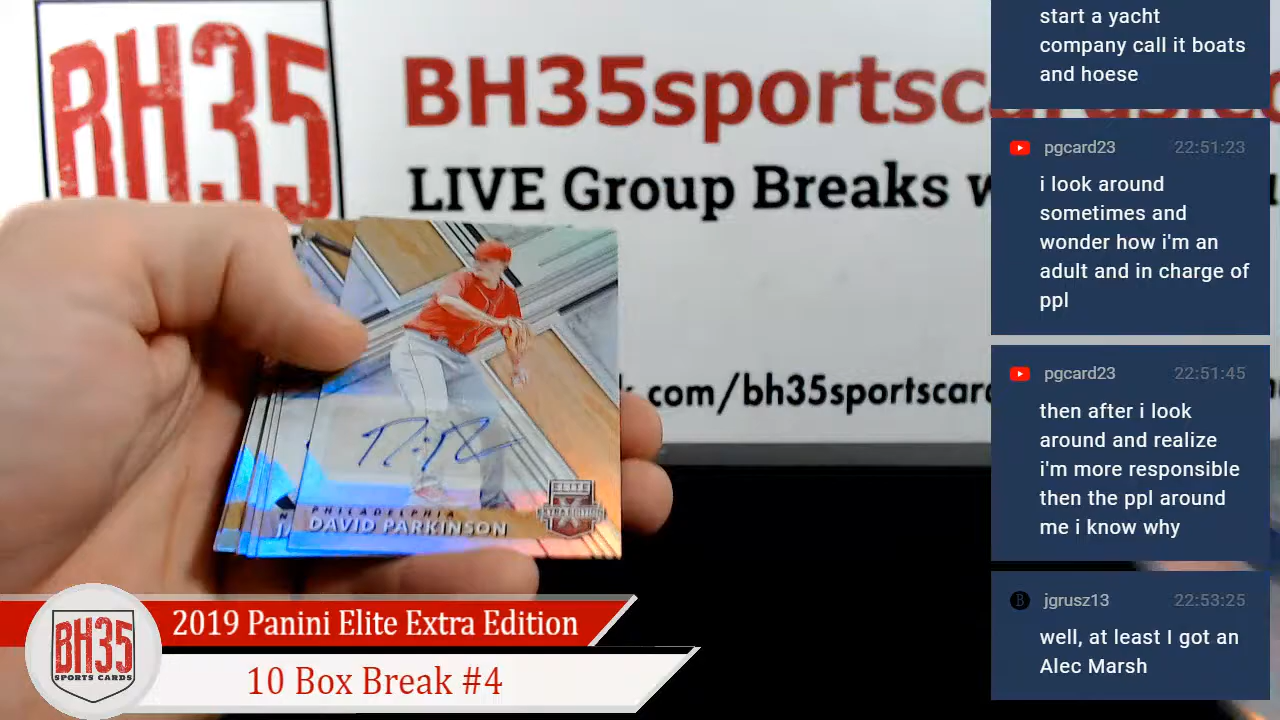 BH35
BH35sportscards.co
LIVE Group Breaks w
k.com/bh35sportscard
PHILADELPHIA
DAVID PARKINSON
ELITE
EXTRA EDITION
BH35
SPORTS CARDS
2019 Panini Elite Extra Edition
10 Box Break #4
start a yacht
company call it boats
and hoese
pgcard23 22:51:23
i look around
sometimes and
wonder how i'm an
adult and in charge of
ppl
pgcard23 22:51:45
then after i look
around and realize
i'm more responsible
then the ppl around
me i know why
jgrusz13 22:53:25
well, at least I got an
Alec Marsh